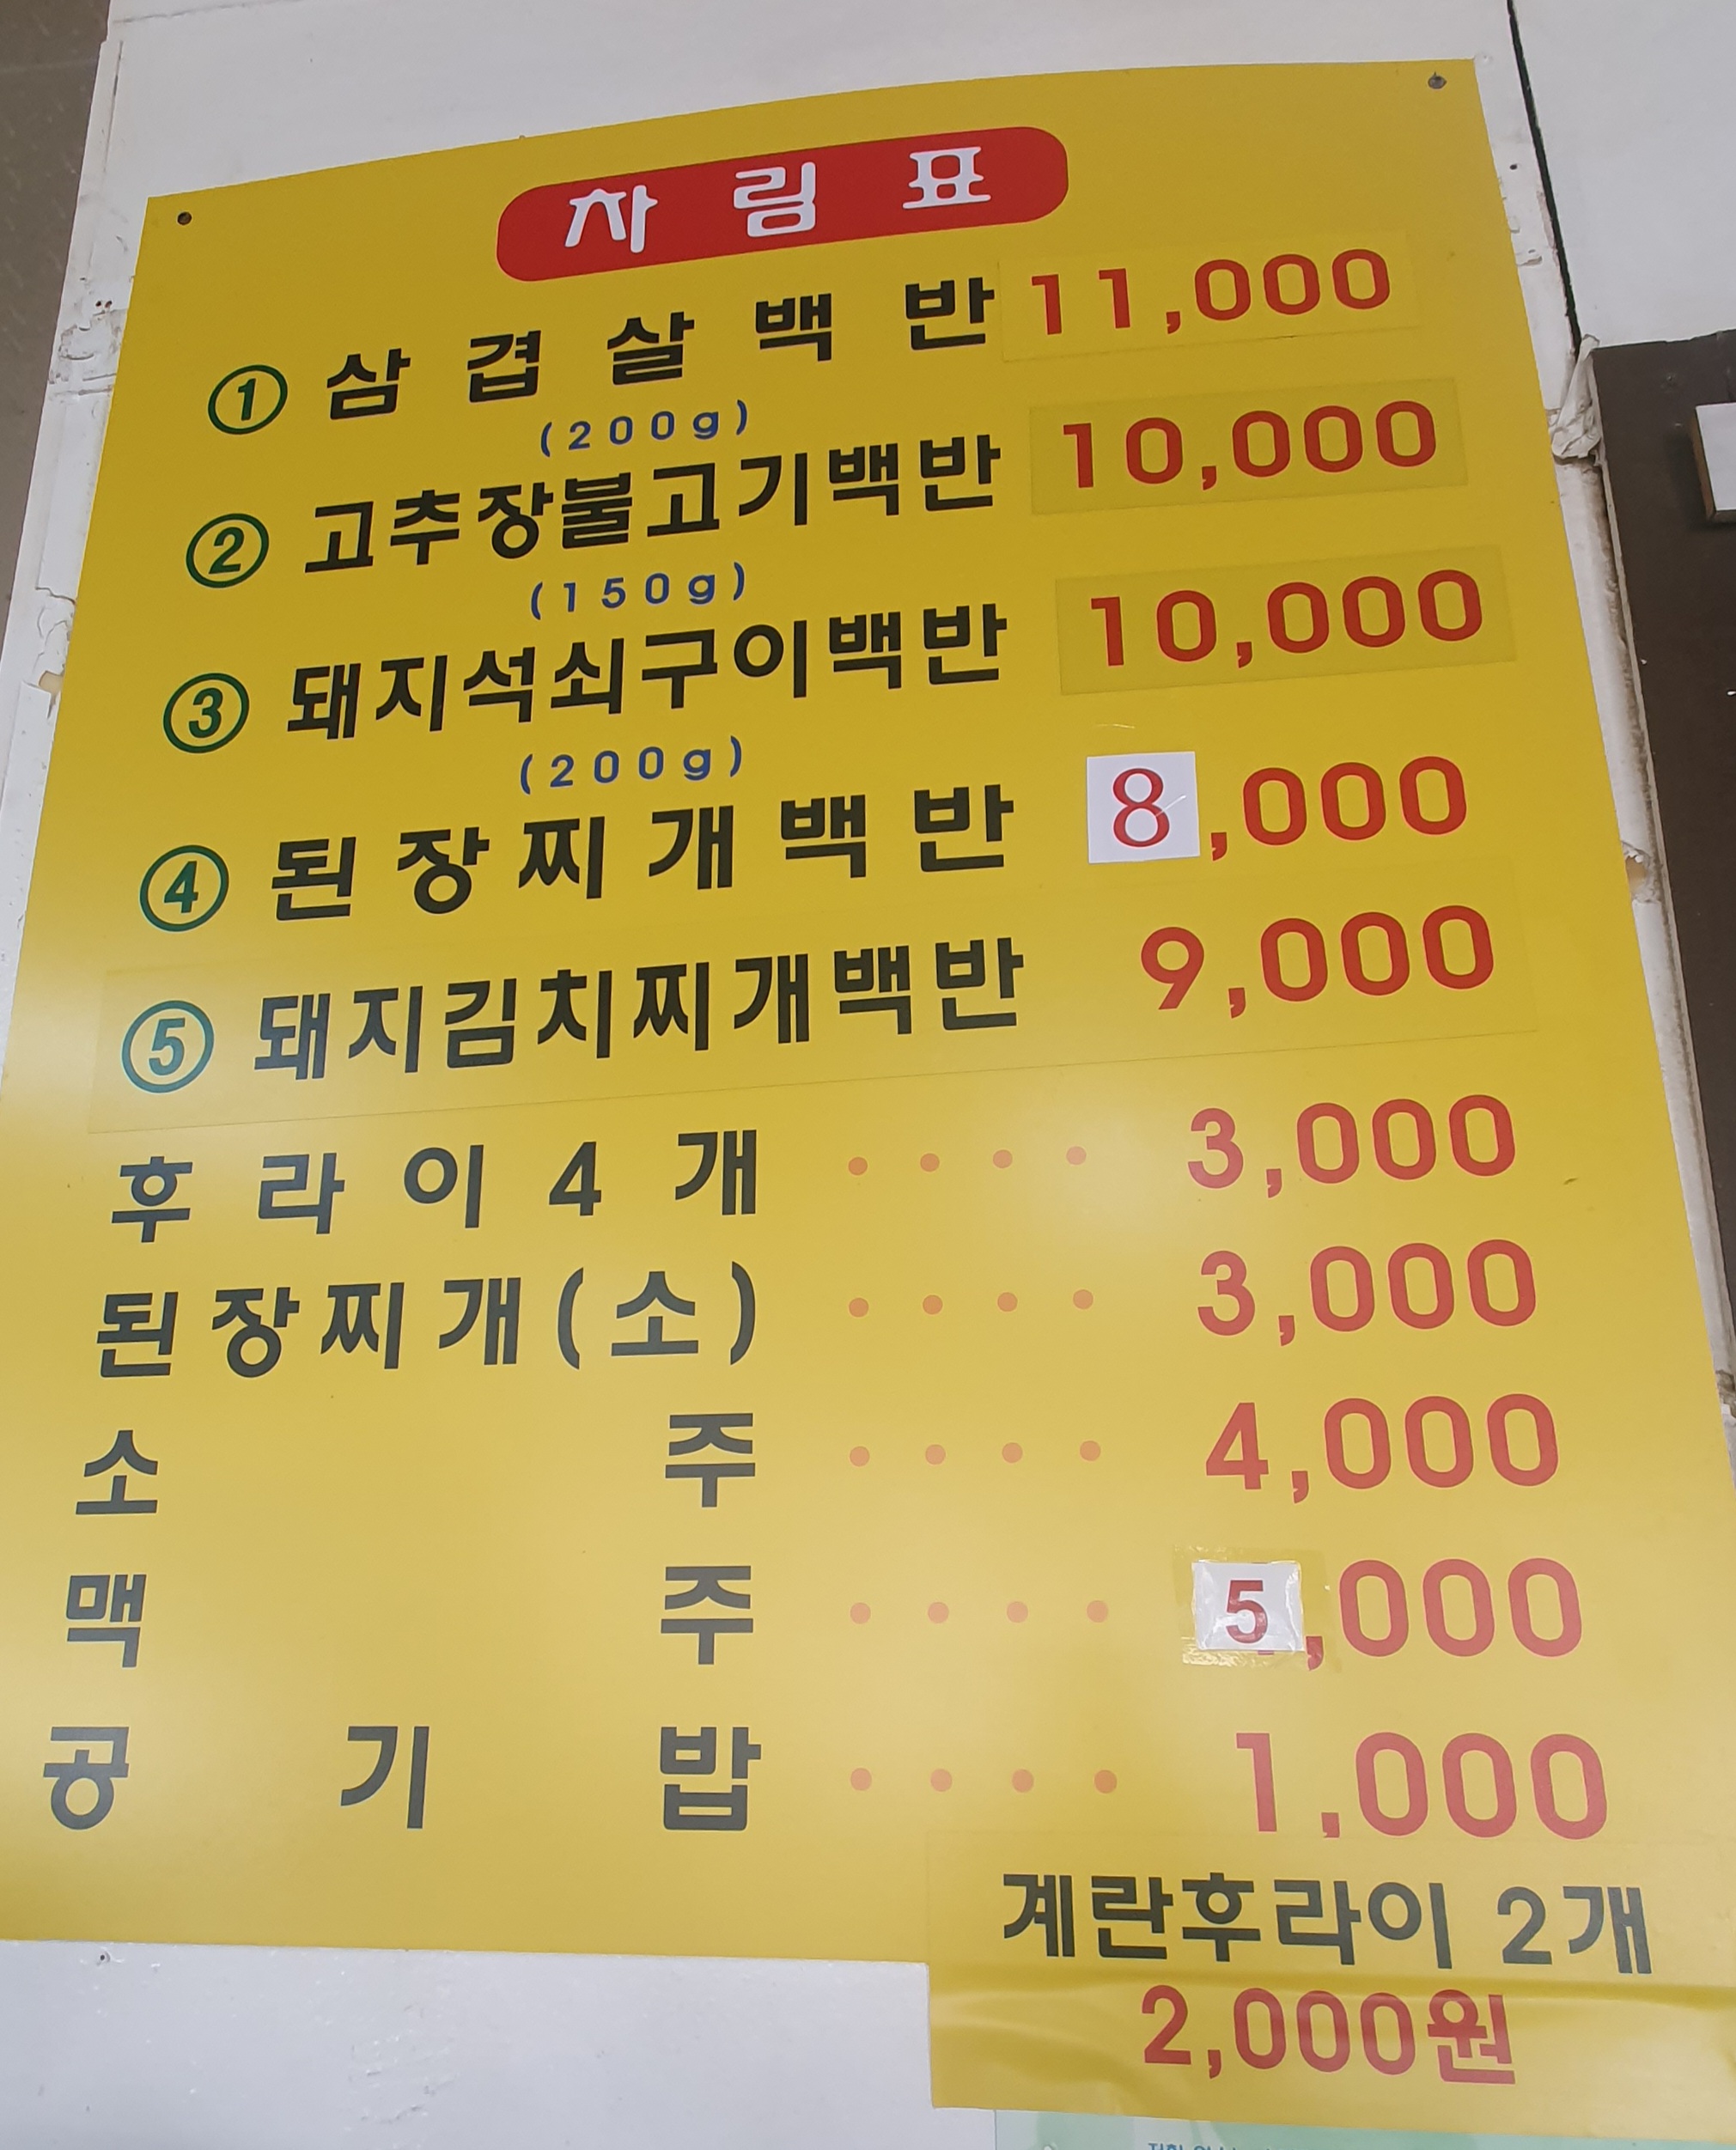 차림표
① 삼겹살백반 11,000
(200g)
② 고추장불고기백반 10,000
(150g)
③ 돼지석쇠구이백반 10,000
(200g)
④ 된장찌개백반 8,000
⑤ 돼지김치찌개백반 9,000
후라이4개 ···· 3,000
된장찌개(소) ···· 3,000
소주 ···· 4,000
맥주 ···· 5,000
공기밥 ···· 1,000
계란후라이 2개
2,000원